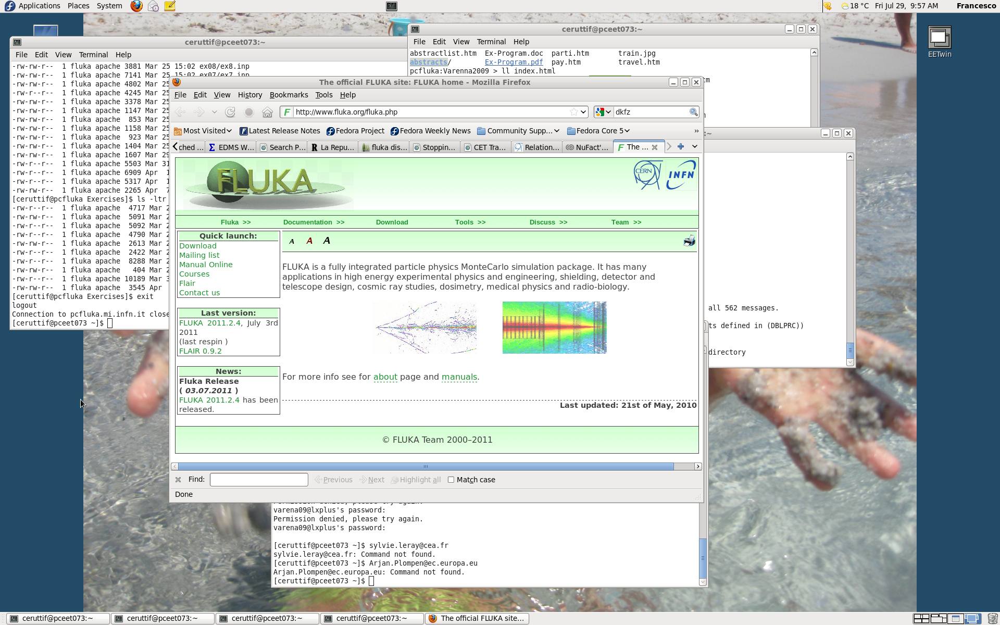 Applications Places System
18 °C Fri Jul 29, 9:57 AM Francesco
EETwin
ceruttif@pceet073:~
File Edit View Terminal Help
abstractlist.htm Ex-Program.doc parti.htm train.jpg
abstracts/ Ex-Program.pdf pay.htm travel.htm
pcfluka:Varenna2009 > ll index.html
ceruttif@pceet073:~
File Edit View Terminal Help
-rw-rw-r-- 1 fluka apache 3881 Mar 25 15:02 ex08/ex8.inp
-rw-rw-r-- 1 fluka apache 7141 Mar 25 15:02 ex07/ex7.inp
-rw-rw-r-- 1 fluka apache 4802 Mar 25
-rw-rw-r-- 1 fluka apache 4245 Mar 25
-rw-rw-r-- 1 fluka apache 3378 Mar 25
-rw-rw-r-- 1 fluka apache 1147 Mar 25
-rw-rw-r-- 1 fluka apache 853 Mar 25
-rw-rw-r-- 1 fluka apache 1158 Mar 25
-rw-rw-r-- 1 fluka apache 923 Mar 25
-rw-rw-r-- 1 fluka apache 1404 Mar 25
-rw-rw-r-- 1 fluka apache 1607 Mar 29
-rw-rw-r-- 1 fluka apache 5503 Mar 31
-rw-r--r-- 1 fluka apache 6909 Apr 1
-rw-r--r-- 1 fluka apache 5317 Apr 1
-rw-rw-r-- 1 fluka apache 2265 Apr 7
[ceruttif@pcfluka Exercises]$ ls -ltr
-rw-r--r-- 1 fluka apache 4717 Mar 2
-rw-rw-r-- 1 fluka apache 5091 Mar 2
-rw-r--r-- 1 fluka apache 5092 Mar 2
-rw-r--r-- 1 fluka apache 4790 Mar 2
-rw-r--r-- 1 fluka apache 2613 Mar 2
-rw-rw-r-- 1 fluka apache 2422 Mar 2
-rw-rw-r-- 1 fluka apache 8288 Mar 2
-rw-rw-r-- 1 fluka apache 404 Mar 2
-rw-rw-r-- 1 fluka apache 10189 Mar 3
-rw-rw-r-- 1 fluka apache 3545 Apr
[ceruttif@pcfluka Exercises]$ exit
logout
Connection to pcfluka.mi.infn.it close
[ceruttif@pceet073 ~]$
The official FLUKA site: FLUKA home - Mozilla Firefox
File Edit View History Bookmarks Tools Help
http://www.fluka.org/fluka.php dkfz
Most Visited Latest Release Notes Fedora Project Fedora Weekly News Community Supp... Fedora Core 5 »
ched ... EDMS W... Search P... La Repu... fluka dis... Stoppin... CET Tra... Relation... NuFact'... The ...
FLUKA
CERN INFN
Fluka >> Documentation >> Download Tools >> Discuss >> Team >>
Quick launch:
Download
Mailing list
Manual Online
Courses
Flair
Contact us
Last version:
FLUKA 2011.2.4, July 3rd
2011
(last respin )
FLAIR 0.9.2
News:
Fluka Release
( 03.07.2011 )
FLUKA 2011.2.4 has been
released.
A A A
FLUKA is a fully integrated particle physics MonteCarlo simulation package. It has many
applications in high energy experimental physics and engineering, shielding, detector and
telescope design, cosmic ray studies, dosimetry, medical physics and radio-biology.
For more info see for about page and manuals.
Last updated: 21st of May, 2010
© FLUKA Team 2000–2011
Find: Previous Next Highlight all Match case
Done
:~
all 562 messages.
ts defined in (DBLPRC))
directory
varena09@lxplus's password:
Permission denied, please try again.
varena09@lxplus's password:
[ceruttif@pceet073 ~]$ sylvie.leray@cea.fr
sylvie.leray@cea.fr: Command not found.
[ceruttif@pceet073 ~]$ Arjan.Plompen@ec.europa.eu
Arjan.Plompen@ec.europa.eu: Command not found.
[ceruttif@pceet073 ~]$
ceruttif@pceet073:~ ceruttif@pceet073:~ ceruttif@pceet073:~ ceruttif@pceet073:~ The official FLUKA site...